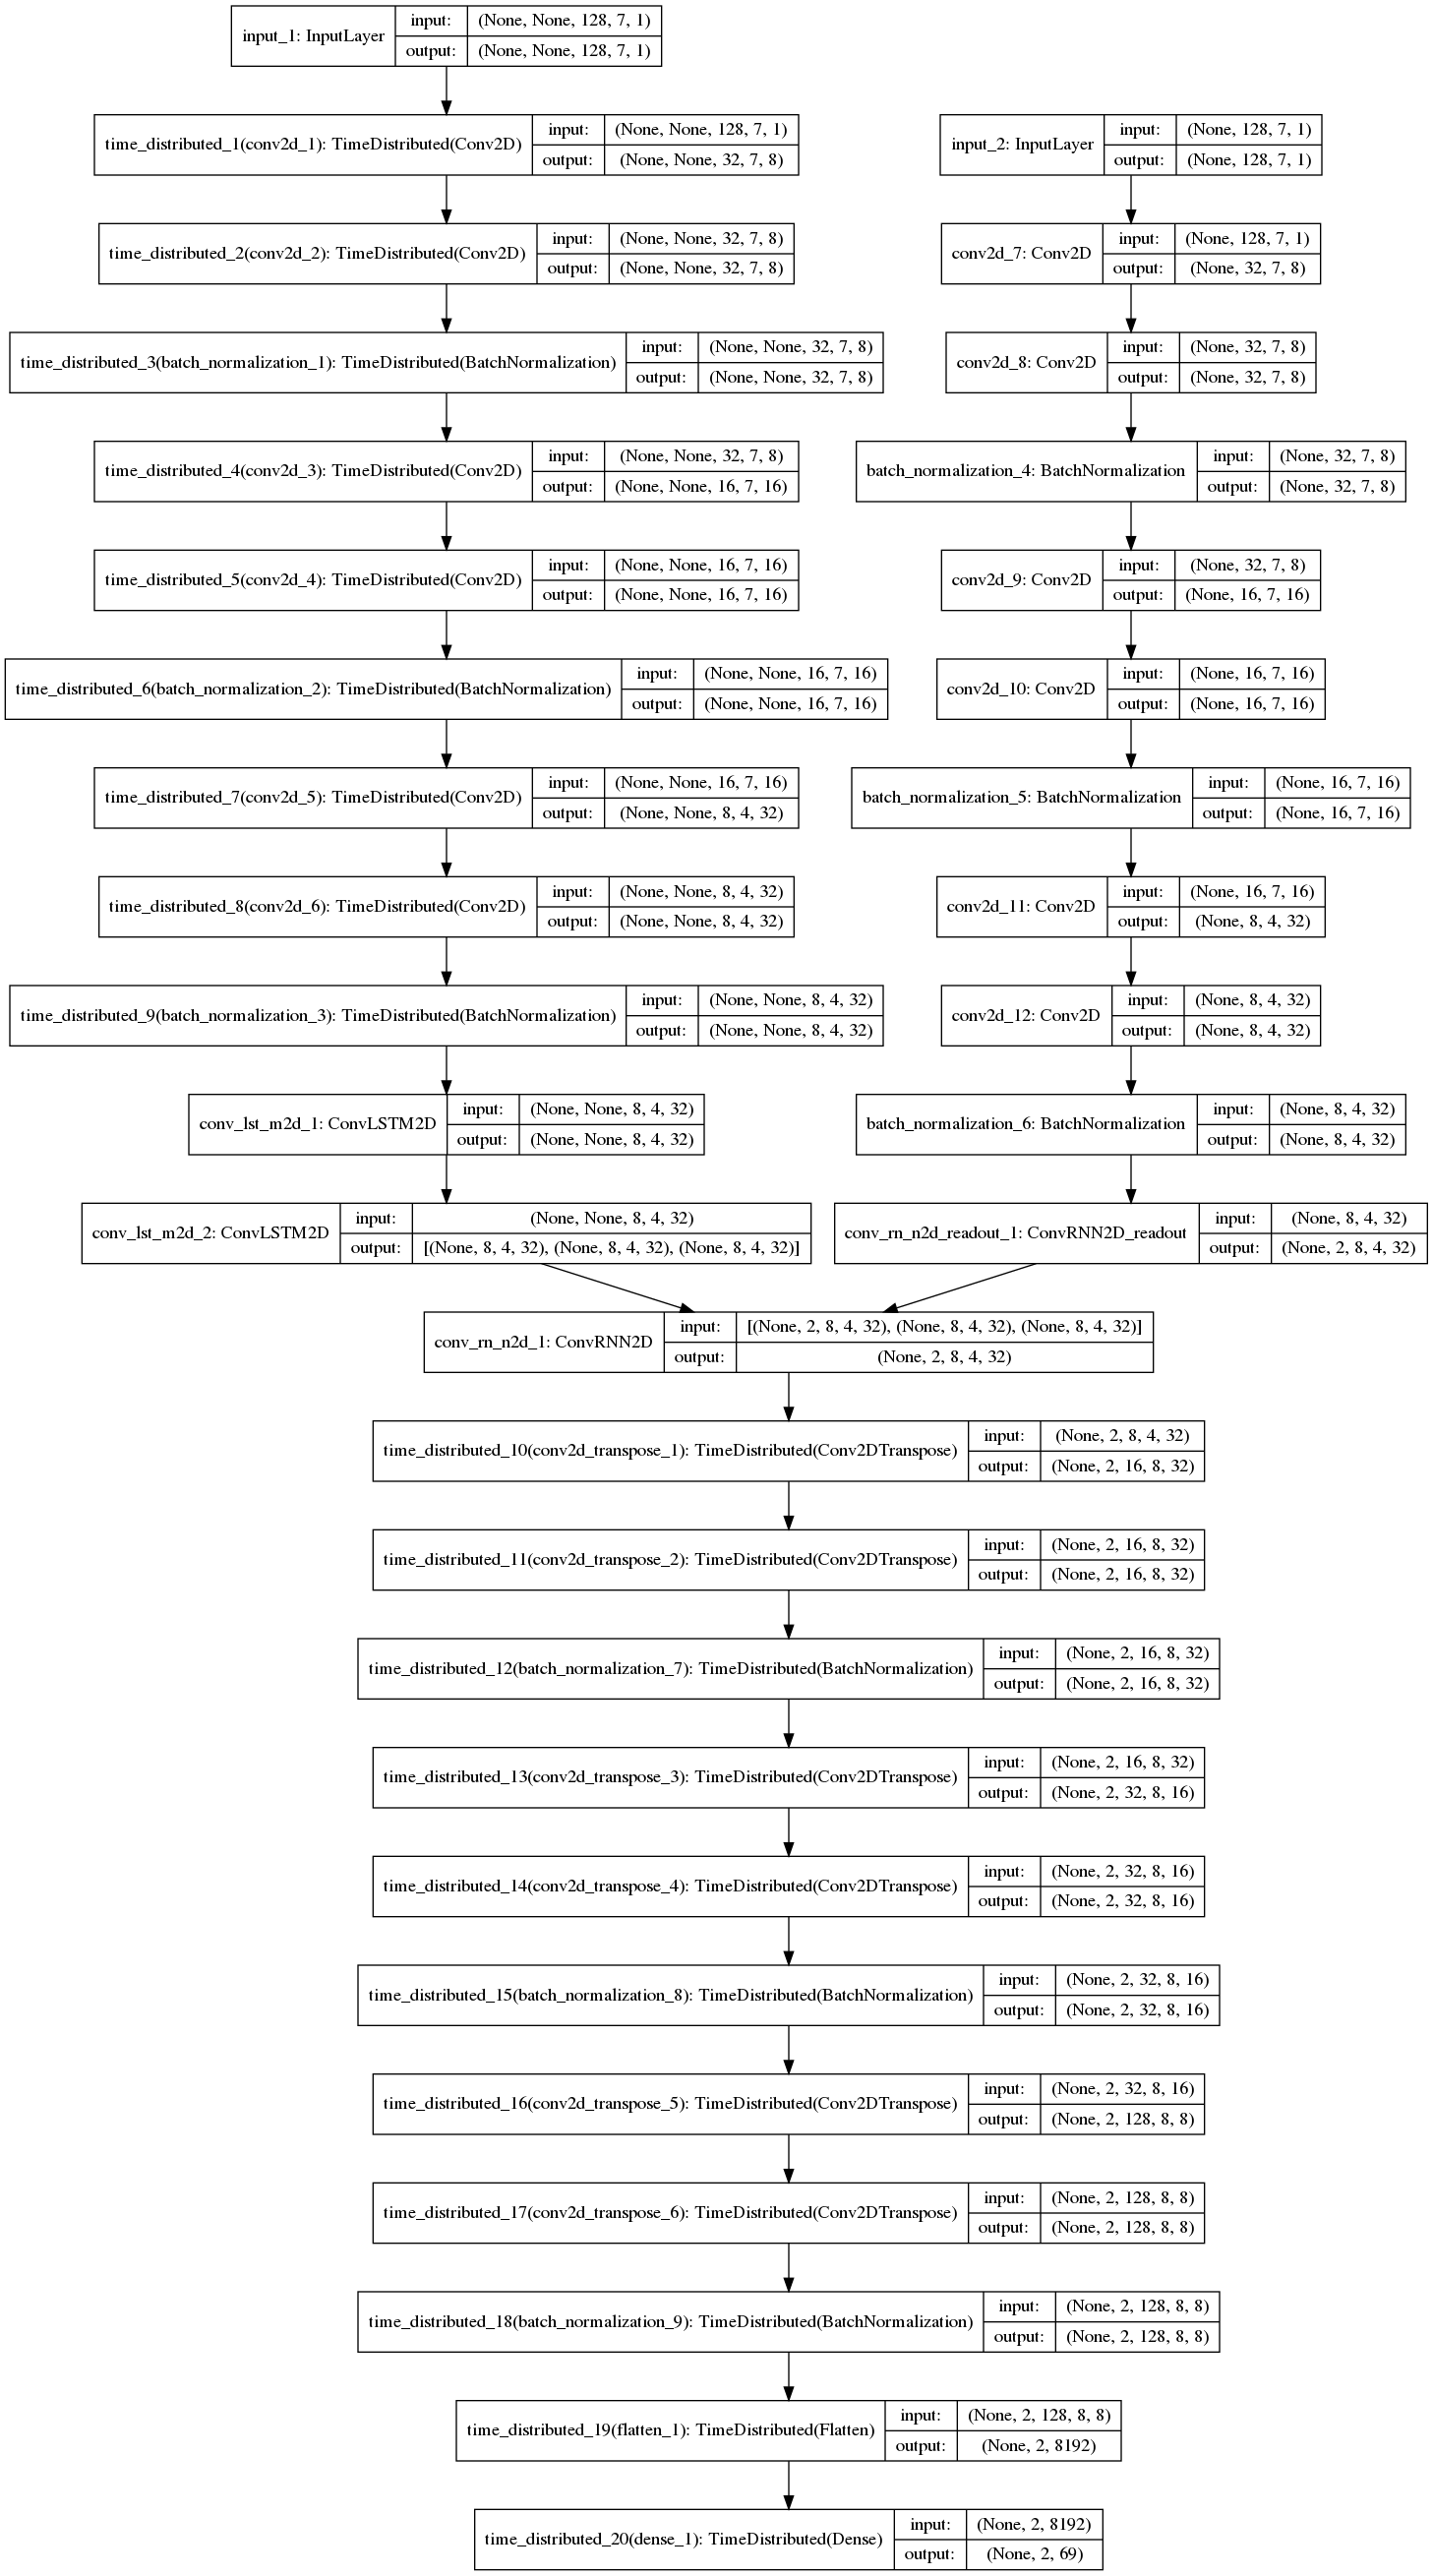 input_1: InputLayer
input: (None, None, 128, 7, 1)
output: (None, None, 128, 7, 1)
time_distributed_1(conv2d_1): TimeDistributed(Conv2D)
input: (None, None, 128, 7, 1)
output: (None, None, 32, 7, 8)
input_2: InputLayer
input: (None, 128, 7, 1)
output: (None, 128, 7, 1)
time_distributed_2(conv2d_2): TimeDistributed(Conv2D)
input: (None, None, 32, 7, 8)
output: (None, None, 32, 7, 8)
conv2d_7: Conv2D
input: (None, 128, 7, 1)
output: (None, 32, 7, 8)
time_distributed_3(batch_normalization_1): TimeDistributed(BatchNormalization)
input: (None, None, 32, 7, 8)
output: (None, None, 32, 7, 8)
conv2d_8: Conv2D
input: (None, 32, 7, 8)
output: (None, 32, 7, 8)
time_distributed_4(conv2d_3): TimeDistributed(Conv2D)
input: (None, None, 32, 7, 8)
output: (None, None, 16, 7, 16)
batch_normalization_4: BatchNormalization
input: (None, 32, 7, 8)
output: (None, 32, 7, 8)
time_distributed_5(conv2d_4): TimeDistributed(Conv2D)
input: (None, None, 16, 7, 16)
output: (None, None, 16, 7, 16)
conv2d_9: Conv2D
input: (None, 32, 7, 8)
output: (None, 16, 7, 16)
time_distributed_6(batch_normalization_2): TimeDistributed(BatchNormalization)
input: (None, None, 16, 7, 16)
output: (None, None, 16, 7, 16)
conv2d_10: Conv2D
input: (None, 16, 7, 16)
output: (None, 16, 7, 16)
time_distributed_7(conv2d_5): TimeDistributed(Conv2D)
input: (None, None, 16, 7, 16)
output: (None, None, 8, 4, 32)
batch_normalization_5: BatchNormalization
input: (None, 16, 7, 16)
output: (None, 16, 7, 16)
time_distributed_8(conv2d_6): TimeDistributed(Conv2D)
input: (None, None, 8, 4, 32)
output: (None, None, 8, 4, 32)
conv2d_11: Conv2D
input: (None, 16, 7, 16)
output: (None, 8, 4, 32)
time_distributed_9(batch_normalization_3): TimeDistributed(BatchNormalization)
input: (None, None, 8, 4, 32)
output: (None, None, 8, 4, 32)
conv2d_12: Conv2D
input: (None, 8, 4, 32)
output: (None, 8, 4, 32)
conv_lst_m2d_1: ConvLSTM2D
input: (None, None, 8, 4, 32)
output: (None, None, 8, 4, 32)
batch_normalization_6: BatchNormalization
input: (None, 8, 4, 32)
output: (None, 8, 4, 32)
conv_lst_m2d_2: ConvLSTM2D
input: (None, None, 8, 4, 32)
output: [(None, 8, 4, 32), (None, 8, 4, 32), (None, 8, 4, 32)]
conv_rn_n2d_readout_1: ConvRNN2D_readout
input: (None, 8, 4, 32)
output: (None, 2, 8, 4, 32)
conv_rn_n2d_1: ConvRNN2D
input: [(None, 2, 8, 4, 32), (None, 8, 4, 32), (None, 8, 4, 32)]
output: (None, 2, 8, 4, 32)
time_distributed_10(conv2d_transpose_1): TimeDistributed(Conv2DTranspose)
input: (None, 2, 8, 4, 32)
output: (None, 2, 16, 8, 32)
time_distributed_11(conv2d_transpose_2): TimeDistributed(Conv2DTranspose)
input: (None, 2, 16, 8, 32)
output: (None, 2, 16, 8, 32)
time_distributed_12(batch_normalization_7): TimeDistributed(BatchNormalization)
input: (None, 2, 16, 8, 32)
output: (None, 2, 16, 8, 32)
time_distributed_13(conv2d_transpose_3): TimeDistributed(Conv2DTranspose)
input: (None, 2, 16, 8, 32)
output: (None, 2, 32, 8, 16)
time_distributed_14(conv2d_transpose_4): TimeDistributed(Conv2DTranspose)
input: (None, 2, 32, 8, 16)
output: (None, 2, 32, 8, 16)
time_distributed_15(batch_normalization_8): TimeDistributed(BatchNormalization)
input: (None, 2, 32, 8, 16)
output: (None, 2, 32, 8, 16)
time_distributed_16(conv2d_transpose_5): TimeDistributed(Conv2DTranspose)
input: (None, 2, 32, 8, 16)
output: (None, 2, 128, 8, 8)
time_distributed_17(conv2d_transpose_6): TimeDistributed(Conv2DTranspose)
input: (None, 2, 128, 8, 8)
output: (None, 2, 128, 8, 8)
time_distributed_18(batch_normalization_9): TimeDistributed(BatchNormalization)
input: (None, 2, 128, 8, 8)
output: (None, 2, 128, 8, 8)
time_distributed_19(flatten_1): TimeDistributed(Flatten)
input: (None, 2, 128, 8, 8)
output: (None, 2, 8192)
time_distributed_20(dense_1): TimeDistributed(Dense)
input: (None, 2, 8192)
output: (None, 2, 69)